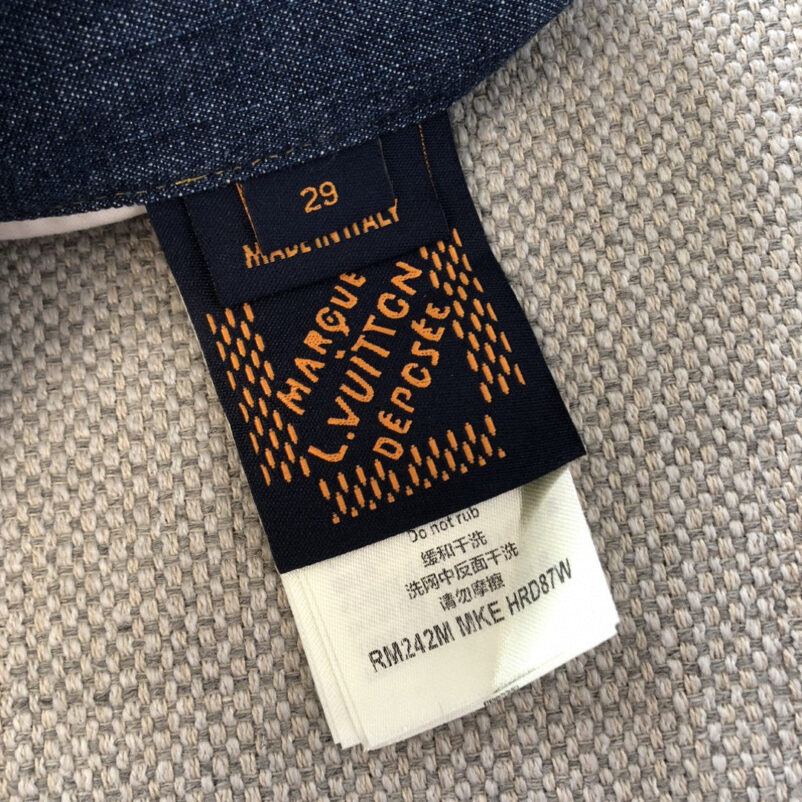 29
MADE IN ITALY
MARQUE
L.VUITTON
DÉPOSÉE
Do not rub
缓和干洗
洗网中反面干洗
请勿摩擦
RM242M MKE HRD87W